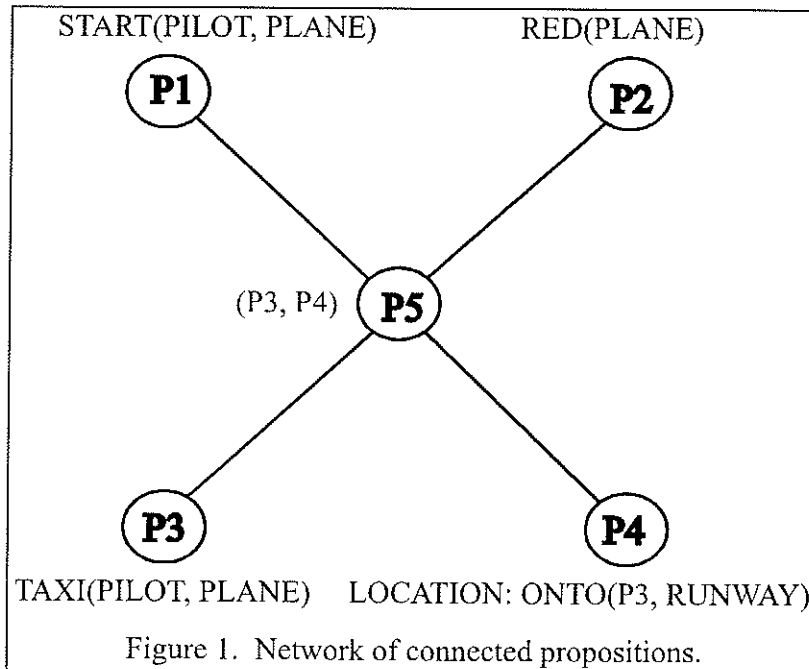 START(PILOT, PLANE) RED(PLANE)
P1 P2
(P3, P4) P5
P3 P4
TAXI(PILOT, PLANE) LOCATION: ONTO(P3, RUNWAY)
Figure 1. Network of connected propositions.